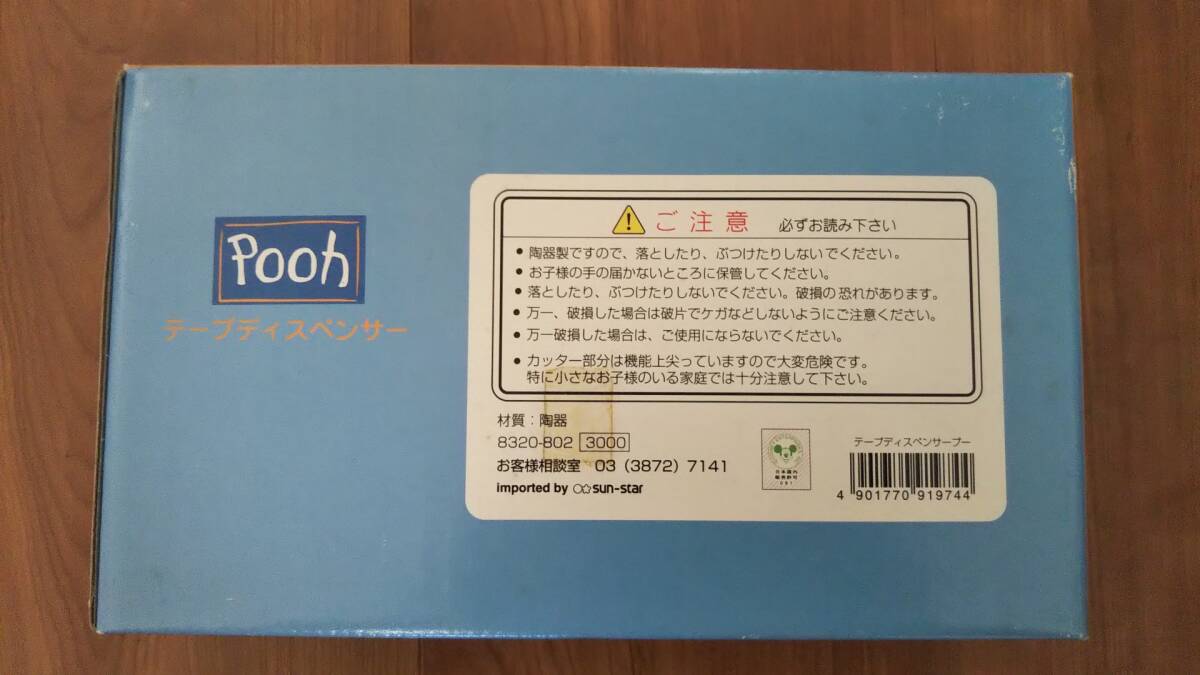 Pooh
テープディスペンサー
ご注意 必ずお読み下さい
● 陶器製ですので、落としたり、ぶつけたりしないでください。
● お子様の手の届かないところに保管してください。
● 落としたり、ぶつけたりしないでください。破損の恐れがあります。
● 万一、破損した場合は破片でケガなどしないようにご注意ください。
● 万一破損した場合は、ご使用にならないでください。
● カッター部分は機能上尖っていますので大変危険です。
特に小さなお子様のいる家庭では十分注意して下さい。
材質：陶器
8320-802 3000
お客様相談室 03（3872）7141
imported by sun-star
日本国内
販売許可
テープディスペンサープー
4 901770 919744